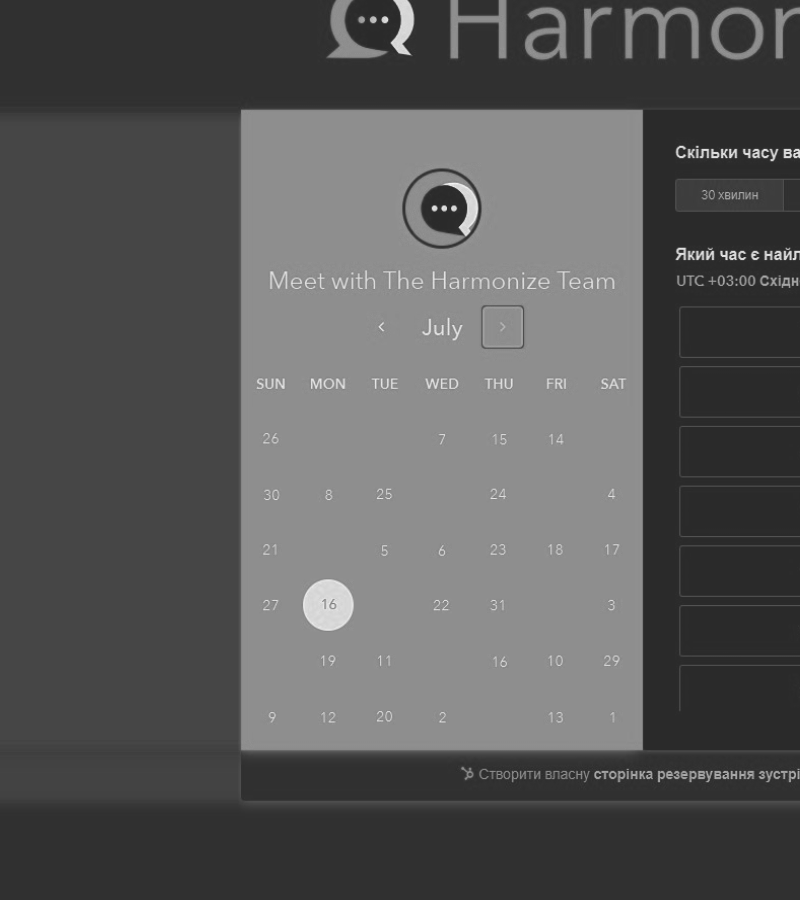 Harmon
Скільки часу ва
30 хвилин
Meet with The Harmonize Team
July
SUN MON TUE WED THU FRI SAT
26 7 15 14
30 8 25 24 4
21 5 6 23 18 17
27 16 22 31 3
19 11 16 10 29
9 12 20 2 13 1
Який час є найл
UTC +03:00 Східн
Створити власну сторінка резервування зустрі